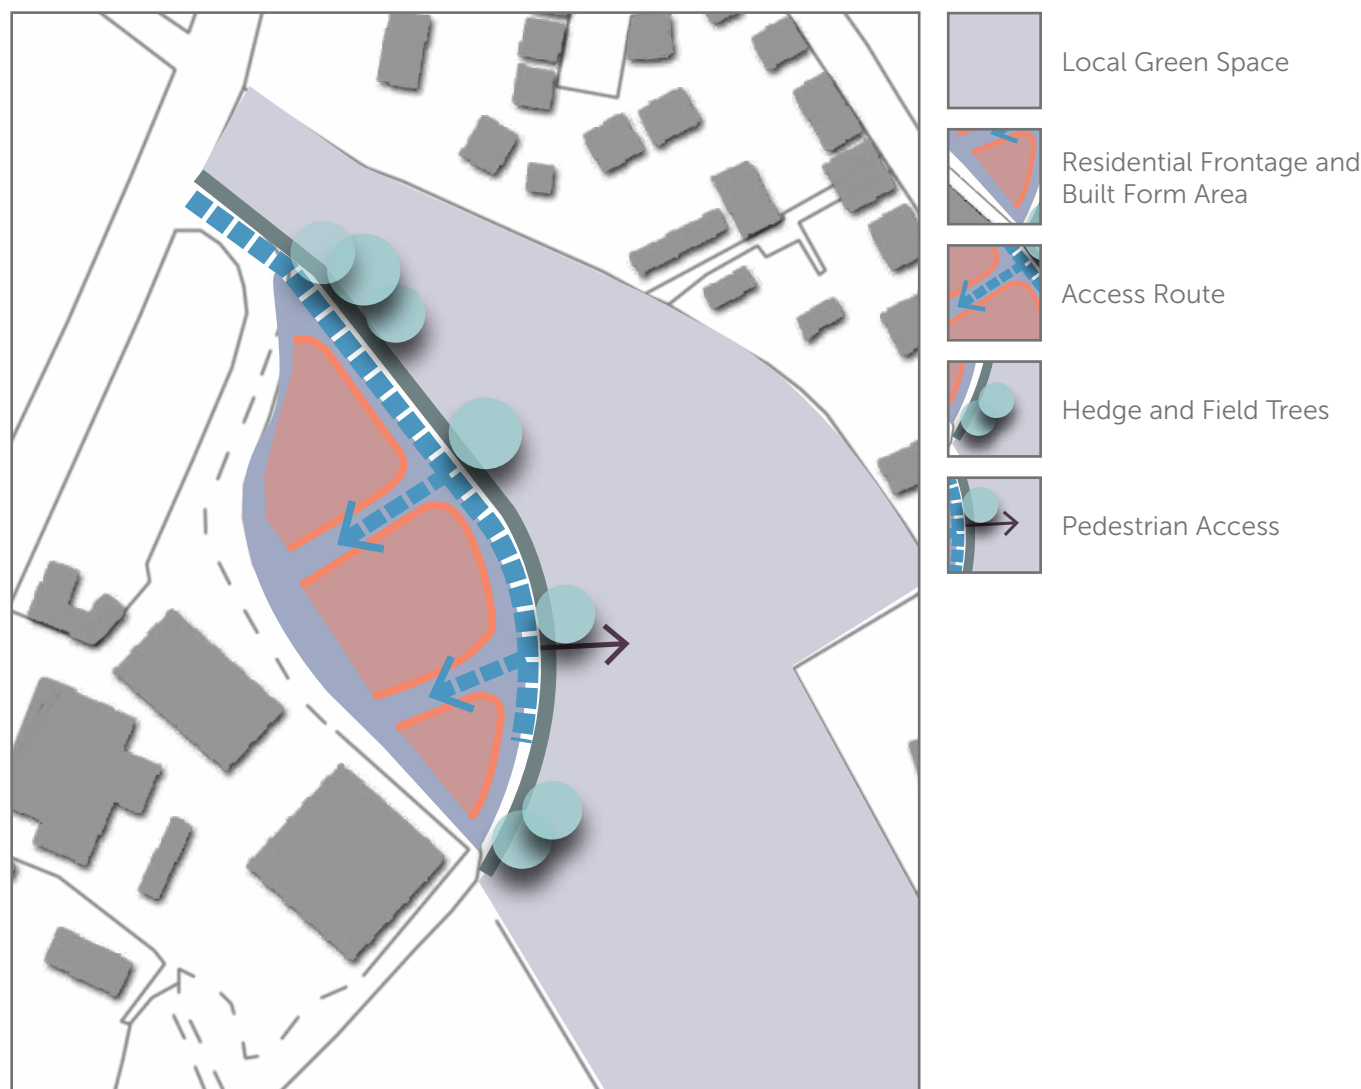 Local Green Space
Residential Frontage and
Built Form Area
Access Route
Hedge and Field Trees
Pedestrian Access